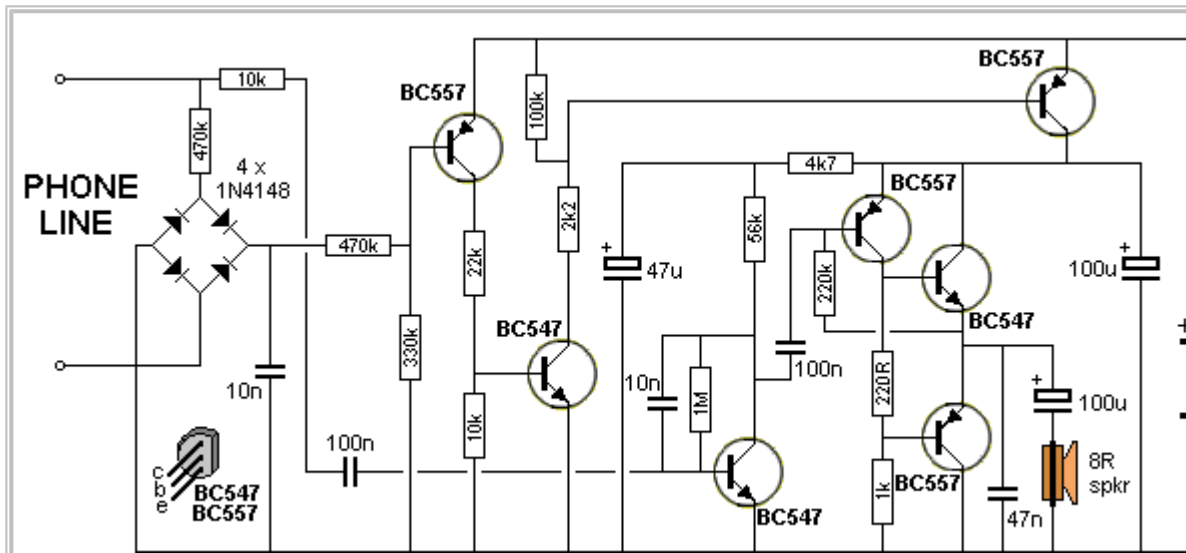 10k
BC557
BC557
100k
470k
4 x
1N4148
PHONE
LINE
4k7
BC557
2k2
56k
470k
22k
+
47u
220k
+
100u
BC547
BC547
330k
10n
10n
1M
100n
220R
+
100u
+
10k
100n
c
b
e
BC547
BC557
BC547
1k
BC557
47n
8R
spkr